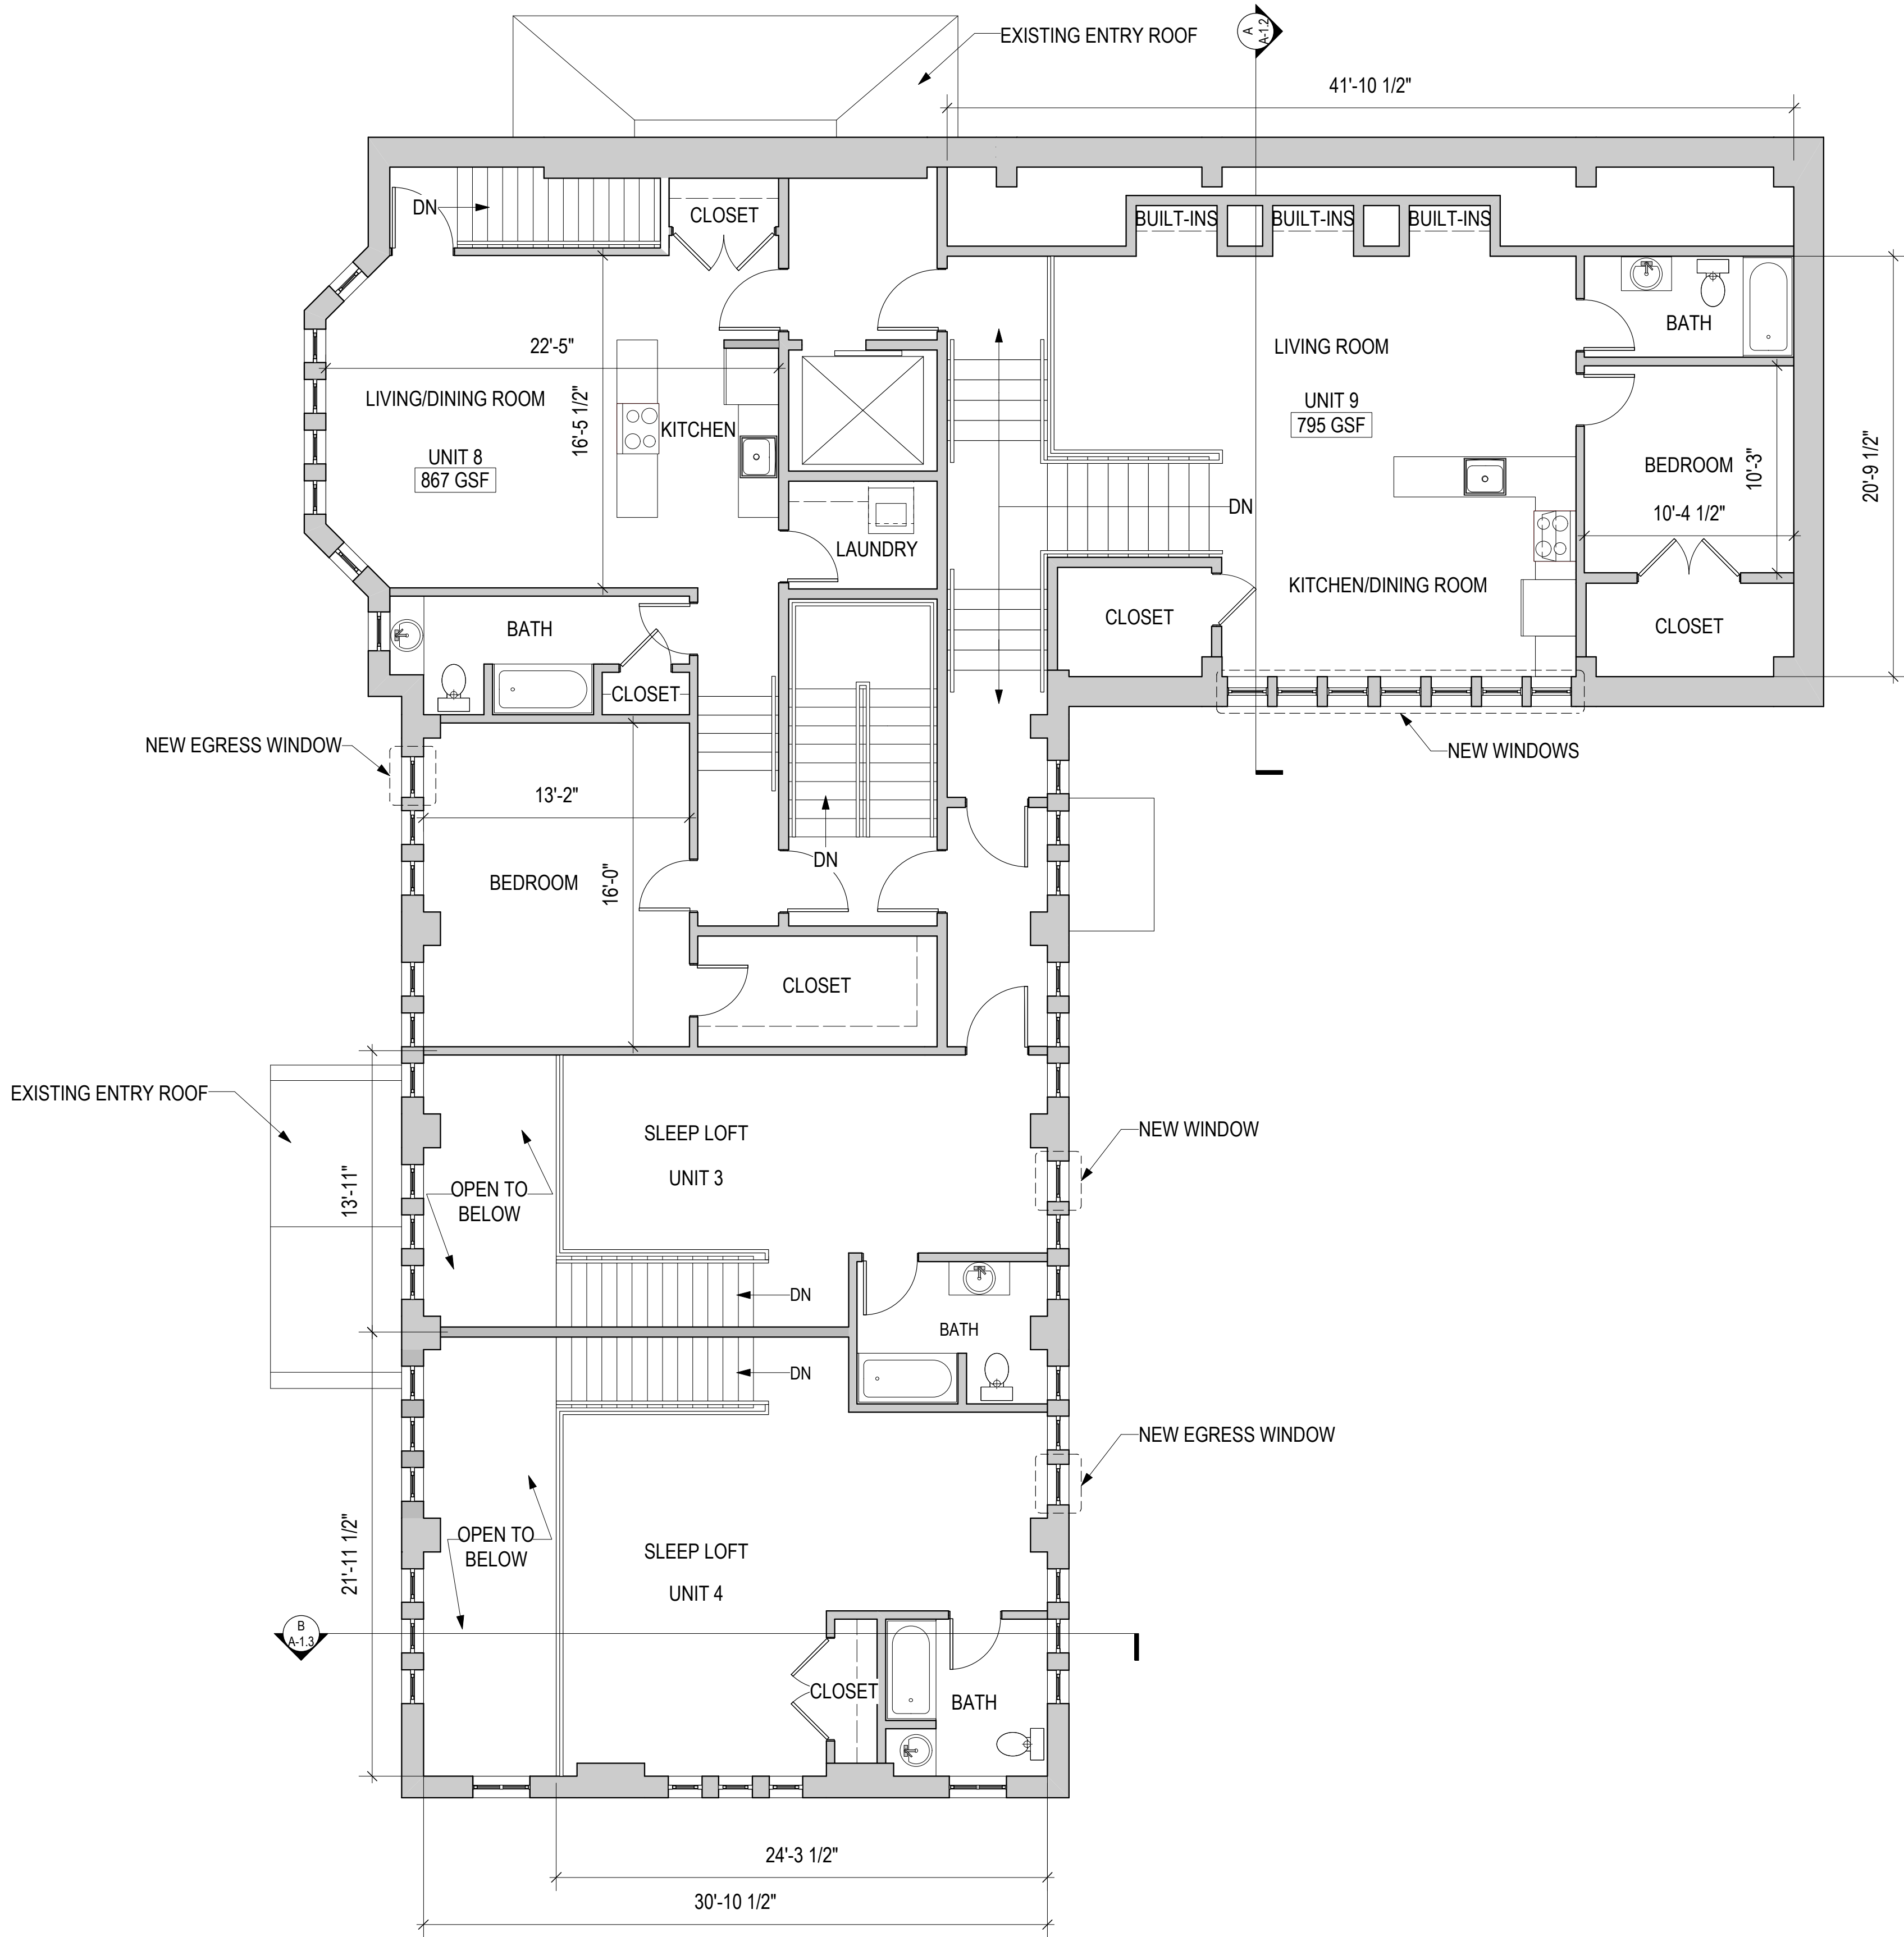 EXISTING ENTRY ROOF
A
A-1.2
41'-10 1/2"
DN
CLOSET
BUILT-INS
BUILT-INS
BUILT-INS
BATH
22'-5"
LIVING ROOM
LIVING/DINING ROOM
16'-5 1/2"
KITCHEN
UNIT 9
795 GSF
UNIT 8
867 GSF
BEDROOM
10'-3"
20'-9 1/2"
10'-4 1/2"
DN
LAUNDRY
KITCHEN/DINING ROOM
CLOSET
CLOSET
BATH
CLOSET
NEW EGRESS WINDOW
NEW WINDOWS
13'-2"
DN
BEDROOM
16'-0"
CLOSET
EXISTING ENTRY ROOF
SLEEP LOFT
NEW WINDOW
UNIT 3
13'-11"
OPEN TO
BELOW
DN
BATH
DN
NEW EGRESS WINDOW
OPEN TO
BELOW
21'-11 1/2"
SLEEP LOFT
UNIT 4
B
A-1.3
CLOSET
BATH
24'-3 1/2"
30'-10 1/2"